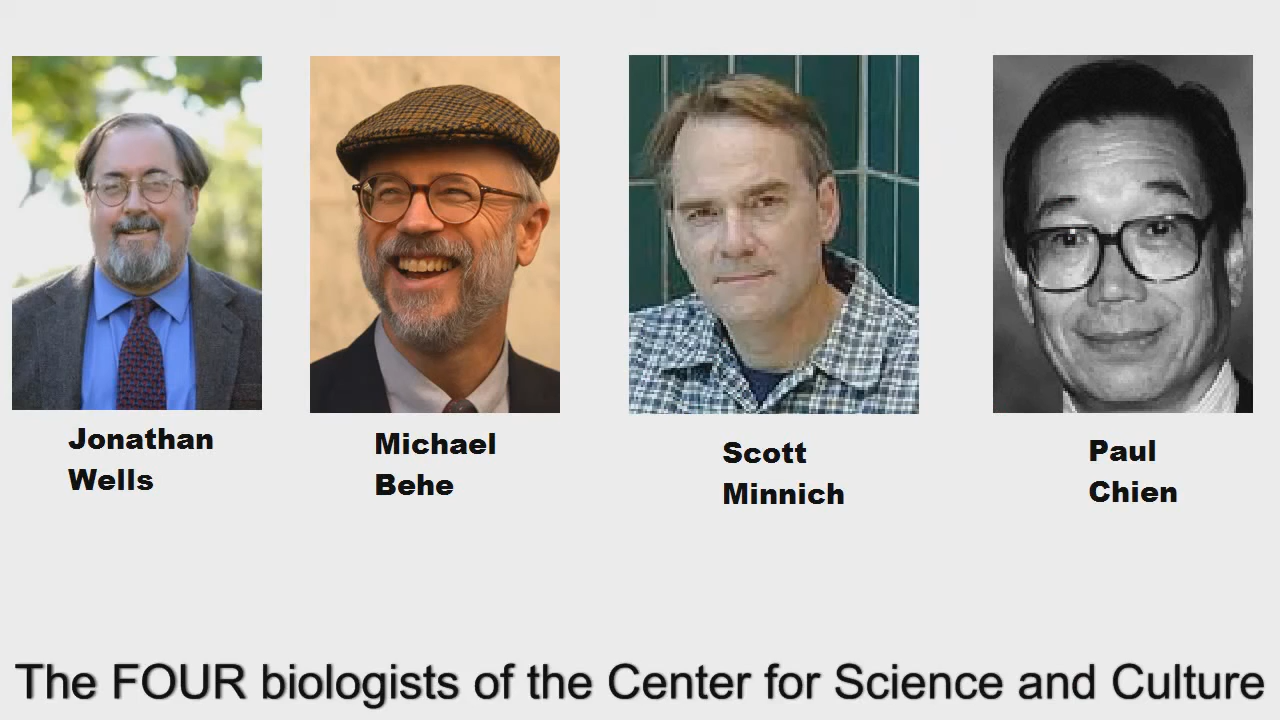 Jonathan
Wells
Michael
Behe
Scott
Minnich
Paul
Chien
The FOUR biologists of the Center for Science and Culture